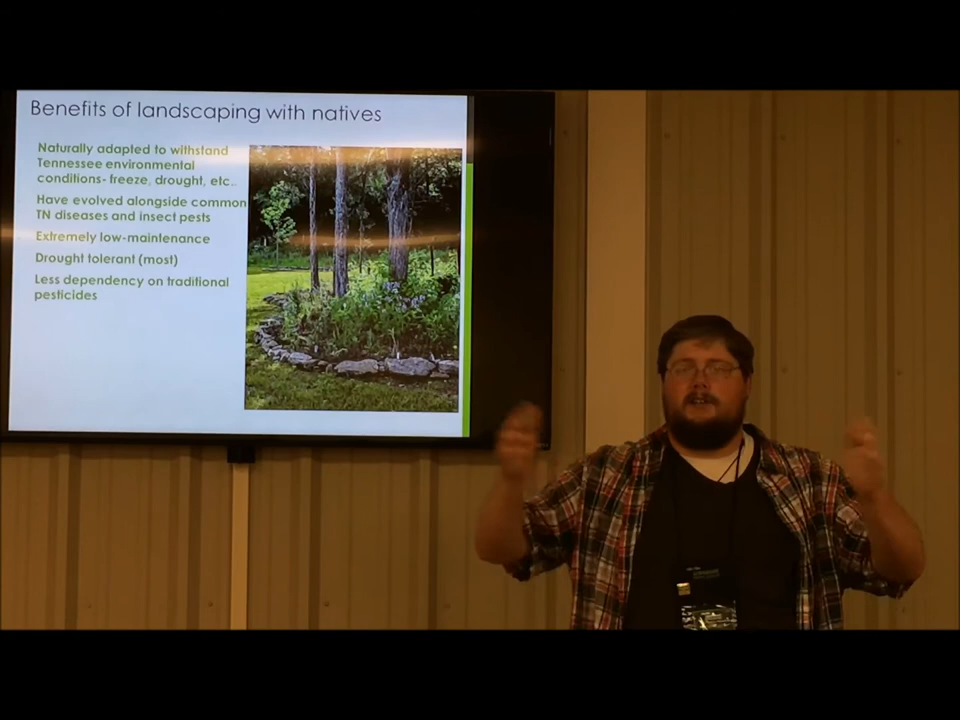 Benefits of landscaping with natives
Naturally adapted to withstand
Tennessee environmental
conditions- freeze, drought, etc..
Have evolved alongside common
TN diseases and insect pests
Extremely low-maintenance
Drought tolerant (most)
Less dependency on traditional
pesticides